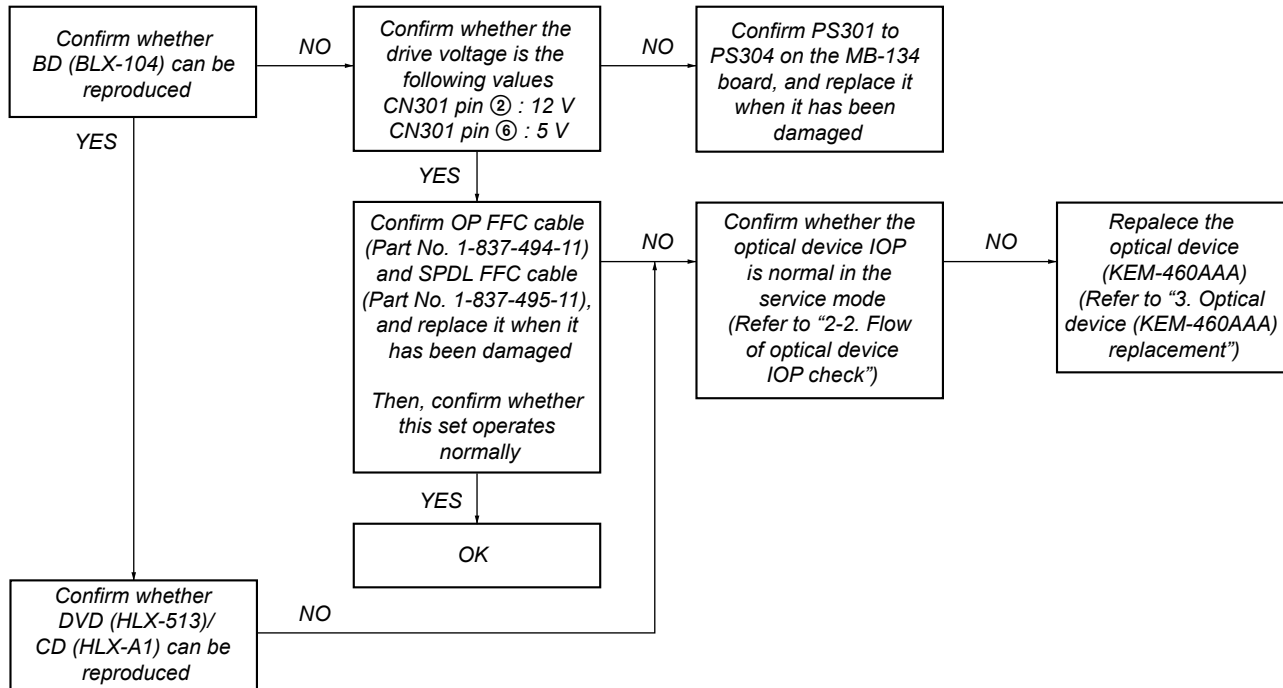 Confirm whether
BD (BLX-104) can be
reproduced
NO
Confirm whether the
drive voltage is the
following values
CN301 pin ② : 12 V
CN301 pin ⑥ : 5 V
NO
Confirm PS301 to
PS304 on the MB-134
board, and replace it
when it has been
damaged
YES
YES
Confirm OP FFC cable
(Part No. 1-837-494-11)
and SPDL FFC cable
(Part No. 1-837-495-11),
and replace it when it
has been damaged
Then, confirm whether
this set operates
normally
NO
Confirm whether the
optical device IOP
is normal in the
service mode
(Refer to “2-2. Flow
of optical device
IOP check”)
NO
Repalece the
optical device
(KEM-460AAA)
(Refer to “3. Optical
device (KEM-460AAA)
replacement”)
YES
OK
Confirm whether
DVD (HLX-513)/
CD (HLX-A1) can be
reproduced
NO